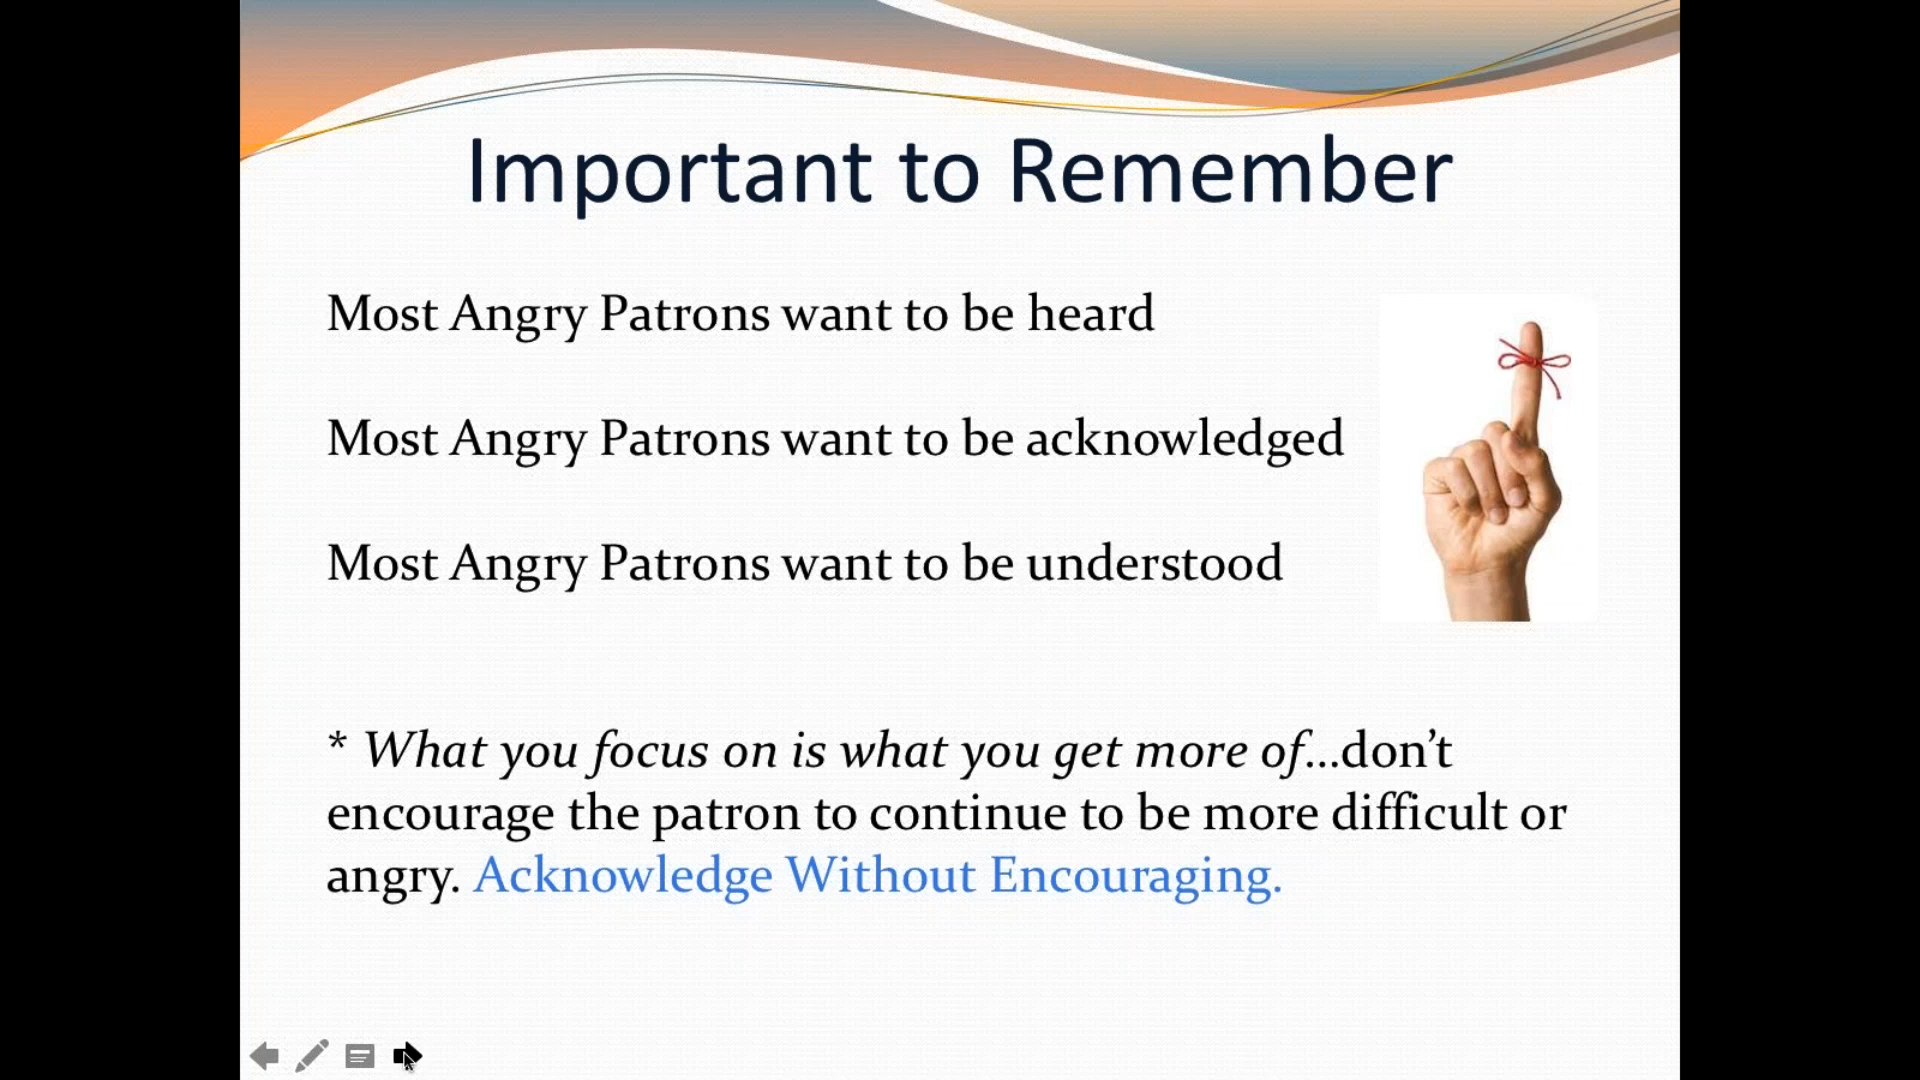 Important to Remember
Most Angry Patrons want to be heard
Most Angry Patrons want to be acknowledged
Most Angry Patrons want to be understood
* What you focus on is what you get more of…don’t
encourage the patron to continue to be more difficult or
angry. Acknowledge Without Encouraging.